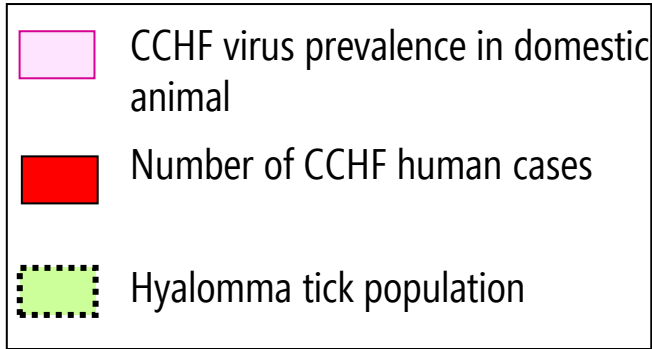 CCHF virus prevalence in domestic
animal
Number of CCHF human cases
Hyalomma tick population